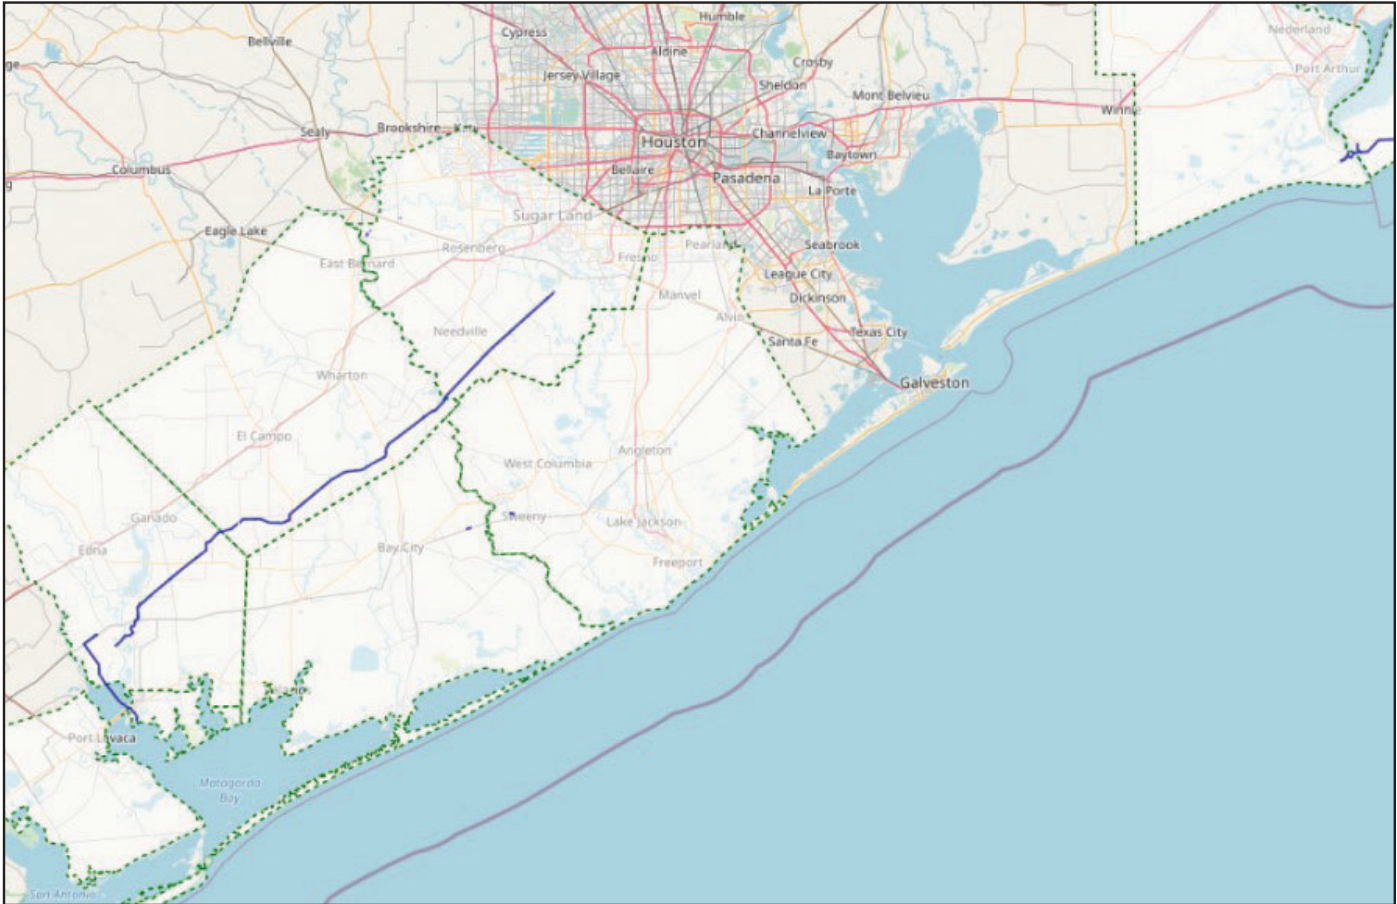 Humble
Cypress
Bellville
Nederland
Aldine
Crosby
ge
Port Arthur
Jersey Village
Sheldon
Mont Belvieu
Winnie
Brookshire
Katy
Sealy
Channelview
Houston
Baytown
Columbus
Bellaire
Pasadena
g
La Porte
Sugar Land
Eagle Lake
Rosenberg
Pearland
Seabrook
Fresno
East Bernard
League City
Manvel
Dickinson
Alvin
Needville
Texas City
Santa Fe
Wharton
Galveston
El Campo
Angleton
West Columbia
Ganado
Sweeny
Lake Jackson
Edna
Bay City
Freeport
Port Lavaca
Matagorda
Bay
San Antonio